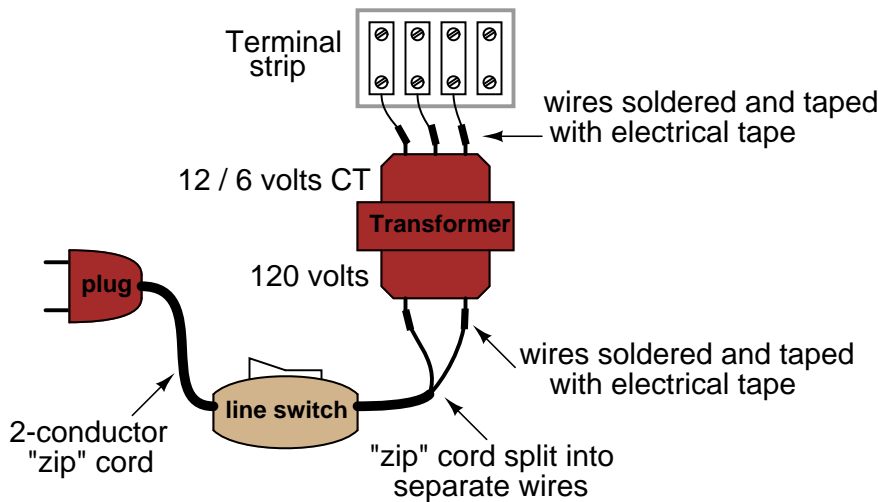 Terminal
strip
wires soldered and taped
with electrical tape
12 / 6 volts CT
Transformer
120 volts
plug
wires soldered and taped
with electrical tape
line switch
2-conductor
"zip" cord
"zip" cord split into
separate wires